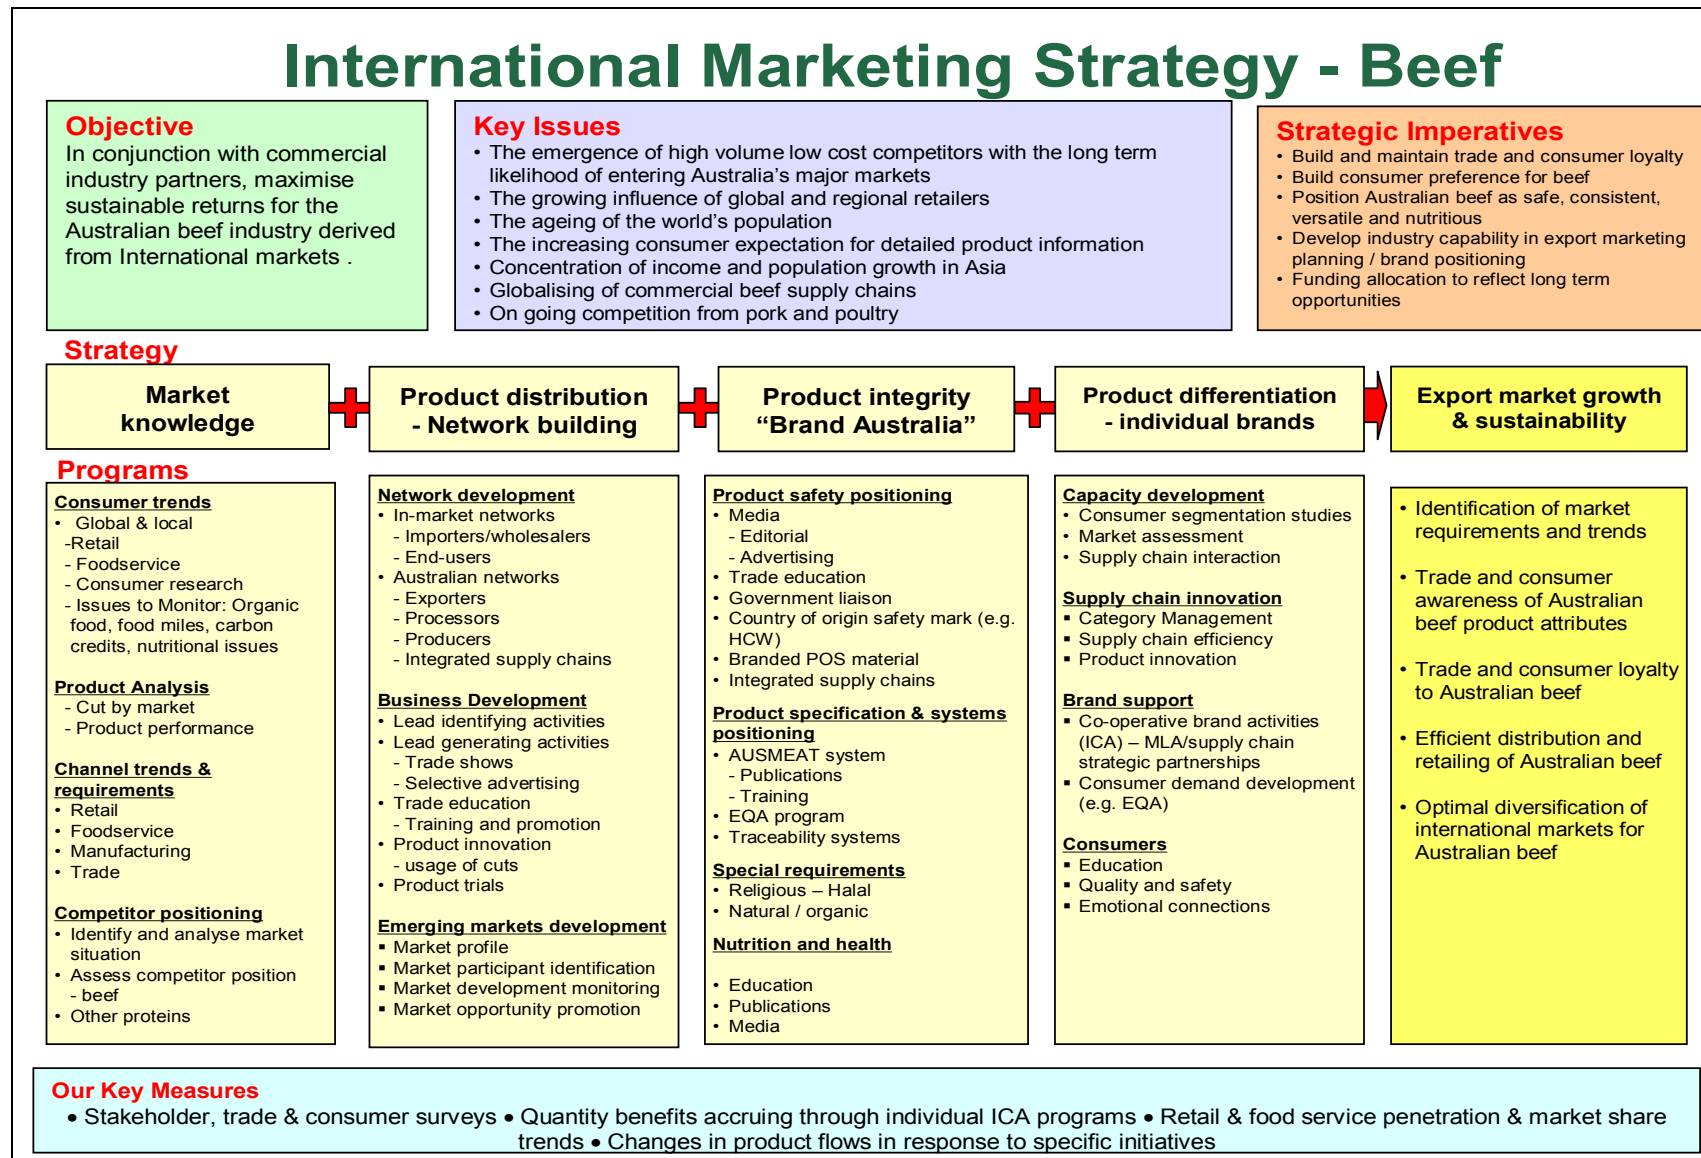 International Marketing Strategy - Beef
Objective
In conjunction with commercial
industry partners, maximise
sustainable returns for the
Australian beef industry derived
from International markets .
Key Issues
• The emergence of high volume low cost competitors with the long term
likelihood of entering Australia's major markets
• The growing influence of global and regional retailers
• The ageing of the world's population
• The increasing consumer expectation for detailed product information
• Concentration of income and population growth in Asia
• Globalising of commercial beef supply chains
• On going competition from pork and poultry
Strategic Imperatives
• Build and maintain trade and consumer loyalty
• Build consumer preference for beef
• Position Australian beef as safe, consistent,
versatile and nutritious
• Develop industry capability in export marketing
planning / brand positioning
• Funding allocation to reflect long term
opportunities
Strategy
Market
knowledge
Product distribution
- Network building
Product integrity
“Brand Australia”
Product differentiation
- individual brands
Export market growth
& sustainability
Programs
Consumer trends
• Global & local
-Retail
- Foodservice
- Consumer research
- Issues to Monitor: Organic
food, food miles, carbon
credits, nutritional issues
Product Analysis
- Cut by market
- Product performance
Channel trends &
requirements
• Retail
• Foodservice
• Manufacturing
• Trade
Competitor positioning
• Identify and analyse market
situation
• Assess competitor position
- beef
• Other proteins
Network development
• In-market networks
- Importers/wholesalers
- End-users
• Australian networks
- Exporters
- Processors
- Producers
- Integrated supply chains
Business Development
• Lead identifying activities
• Lead generating activities
- Trade shows
- Selective advertising
• Trade education
- Training and promotion
• Product innovation
- usage of cuts
• Product trials
Emerging markets development
▪ Market profile
▪ Market participant identification
▪ Market development monitoring
▪ Market opportunity promotion
Product safety positioning
• Media
- Editorial
- Advertising
• Trade education
• Government liaison
• Country of origin safety mark (e.g.
HCW)
• Branded POS material
• Integrated supply chains
Product specification & systems
positioning
• AUSMEAT system
- Publications
- Training
• EQA program
• Traceability systems
Special requirements
• Religious – Halal
• Natural / organic
Nutrition and health
• Education
• Publications
• Media
Capacity development
• Consumer segmentation studies
• Market assessment
• Supply chain interaction
Supply chain innovation
▪ Category Management
▪ Supply chain efficiency
▪ Product innovation
Brand support
▪ Co-operative brand activities
(ICA) – MLA/supply chain
strategic partnerships
▪ Consumer demand development
(e.g. EQA)
Consumers
▪ Education
▪ Quality and safety
▪ Emotional connections
• Identification of market
requirements and trends
• Trade and consumer
awareness of Australian
beef product attributes
• Trade and consumer loyalty
to Australian beef
• Efficient distribution and
retailing of Australian beef
• Optimal diversification of
international markets for
Australian beef
Our Key Measures
• Stakeholder, trade & consumer surveys • Quantity benefits accruing through individual ICA programs • Retail & food service penetration & market share
trends • Changes in product flows in response to specific initiatives